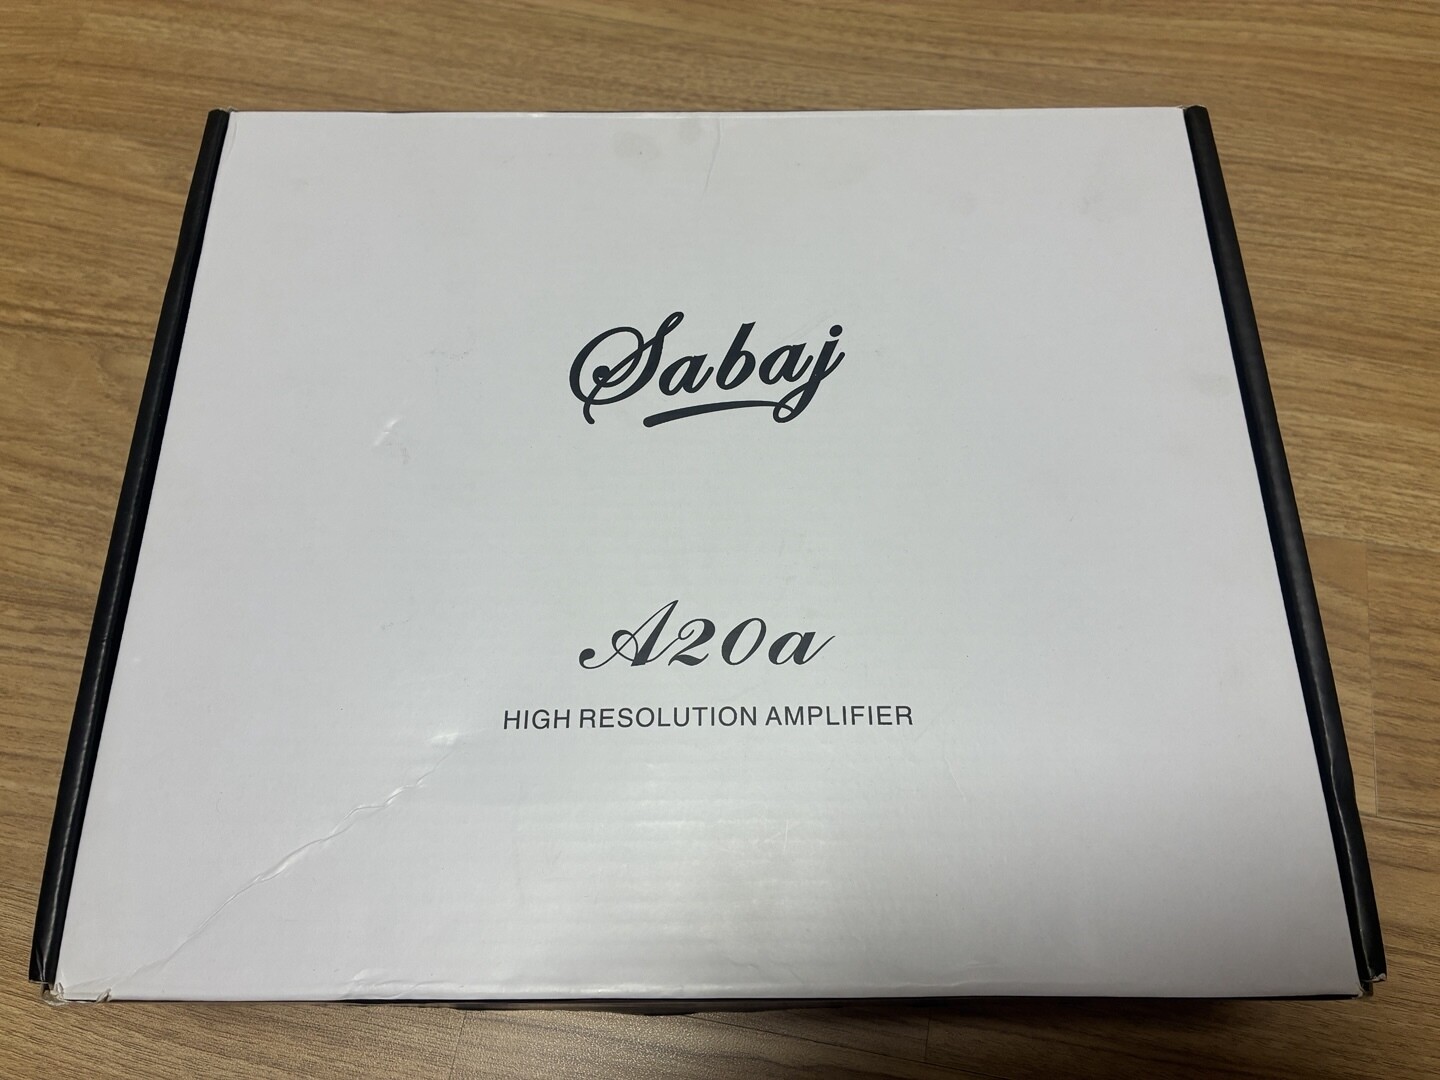 Sabaj
A20a
HIGH RESOLUTION AMPLIFIER